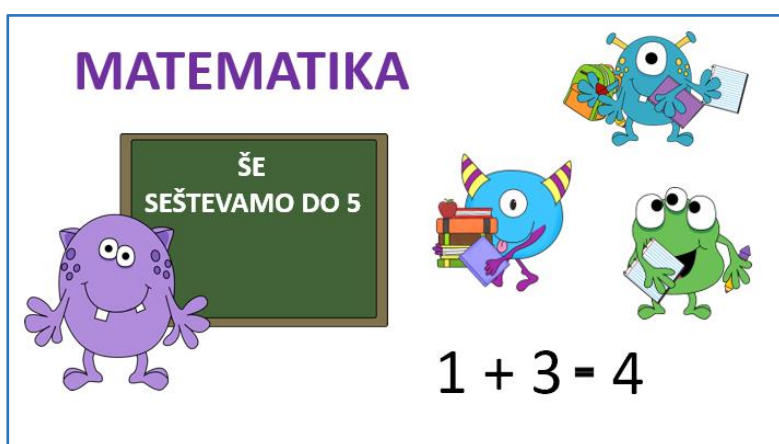 MATEMATIKA
ŠE
SEŠTEVAMO DO 5
1 + 3 = 4